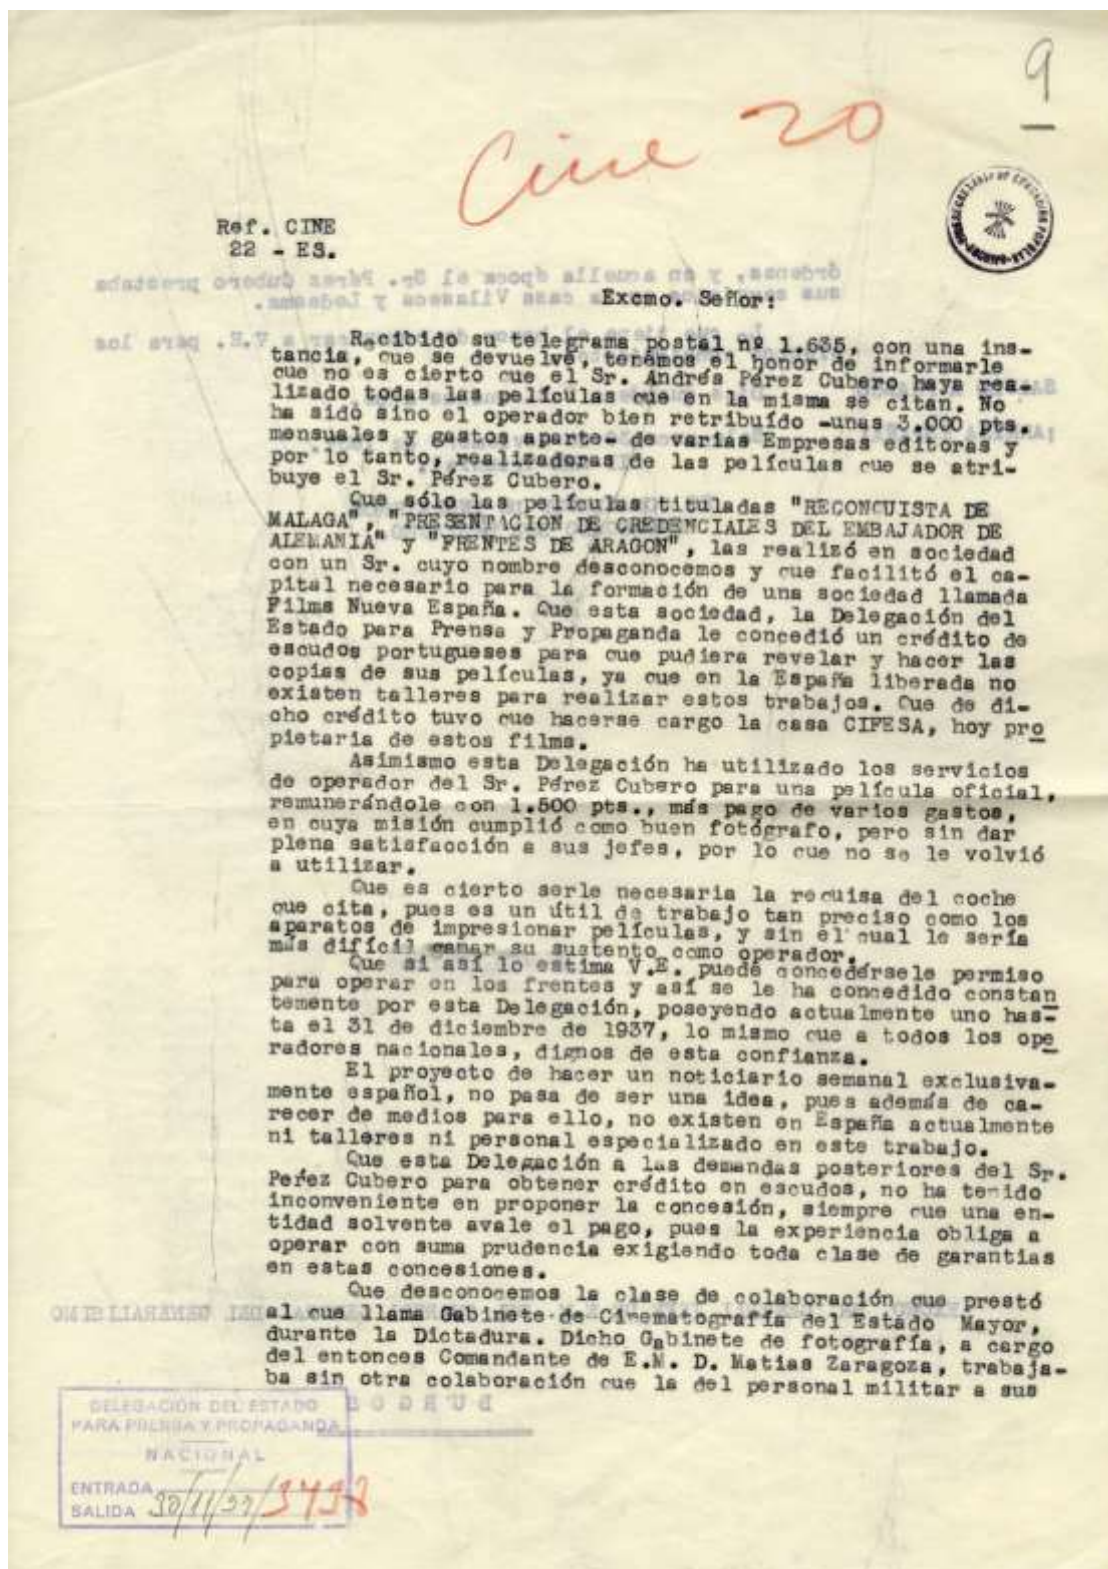 9
Cine 20
Ref. CINE
22 - ES.
Excmo. Señor:
Recibido su telegrama postal nº 1.635, con una ins-
tancia, que se devuelve, tenemos el honor de informarle
que no es cierto que el Sr. Andrés Pérez Cubero haya rea-
lizado todas las películas que en la misma se citan. No
ha sido sino el operador bien retribuído -unas 3.000 pts.
mensuales y gastos aparte- de varias Empresas editoras y
por lo tanto, realizadoras de las películas que se atri-
buye el Sr. Pérez Cubero.
Que sólo las películas tituladas "RECONQUISTA DE
MALAGA", "PRESENTACION DE CREDENCIALES DEL EMBAJADOR DE
ALEMANIA" y "FRENTES DE ARAGON", las realizó en sociedad
con un Sr. cuyo nombre desconocemos y que facilitó el ca-
pital necesario para la formación de una sociedad llamada
Films Nueva España. Que esta sociedad, la Delegación del
Estado para Prensa y Propaganda le concedió un crédito de
escudos portugueses para que pudiera revelar y hacer las
copias de sus películas, ya que en la España liberada no
existen talleres para realizar estos trabajos. Que de di-
cho crédito tuvo que hacerse cargo la casa CIFESA, hoy pro
pietaria de estos films.
Asimismo esta Delegación ha utilizado los servicios
de operador del Sr. Pérez Cubero para una película oficial,
remunerándole con 1.500 pts., más pago de varios gastos,
en cuya misión cumplió como buen fotógrafo, pero sin dar
plena satisfacción a sus jefes, por lo que no se le volvió
a utilizar.
Que es cierto serle necesaria la requisa del coche
que cita, pues es un útil de trabajo tan preciso como los
aparatos de impresionar películas, y sin el cual le sería
más difícil ganar su sustento como operador.
Que si así lo estima V.E. puede concedérsele permiso
para operar en los frentes y así se le ha concedido constan
temente por esta Delegación, poseyendo actualmente uno has-
ta el 31 de diciembre de 1937, lo mismo que a todos los ope
radores nacionales, dignos de esta confianza.
El proyecto de hacer un noticiario semanal exclusiva-
mente español, no pasa de ser una idea, pues además de ca-
recer de medios para ello, no existen en España actualmente
ni talleres ni personal especializado en este trabajo.
Que esta Delegación a las demandas posteriores del Sr.
Perez Cubero para obtener crédito en escudos, no ha tenido
inconveniente en proponer la concesión, siempre que una en-
tidad solvente avale el pago, pues la experiencia obliga a
operar con suma prudencia exigiendo toda clase de garantias
en estas concesiones.
Que desconocemos la clase de colaboración que prestó
al que llama Gabinete de Cinematografía del Estado Mayor,
durante la Dictadura. Dicho Gabinete de fotografía, a cargo
del entonces Comandante de E.M. D. Matias Zaragoza, trabaja-
ba sin otra colaboración que la del personal militar a sus
DELEGACIÓN DEL ESTADO
PARA PRENSA Y PROPAGANDA
NACIONAL
ENTRADA
SALIDA 30/11/37/3498